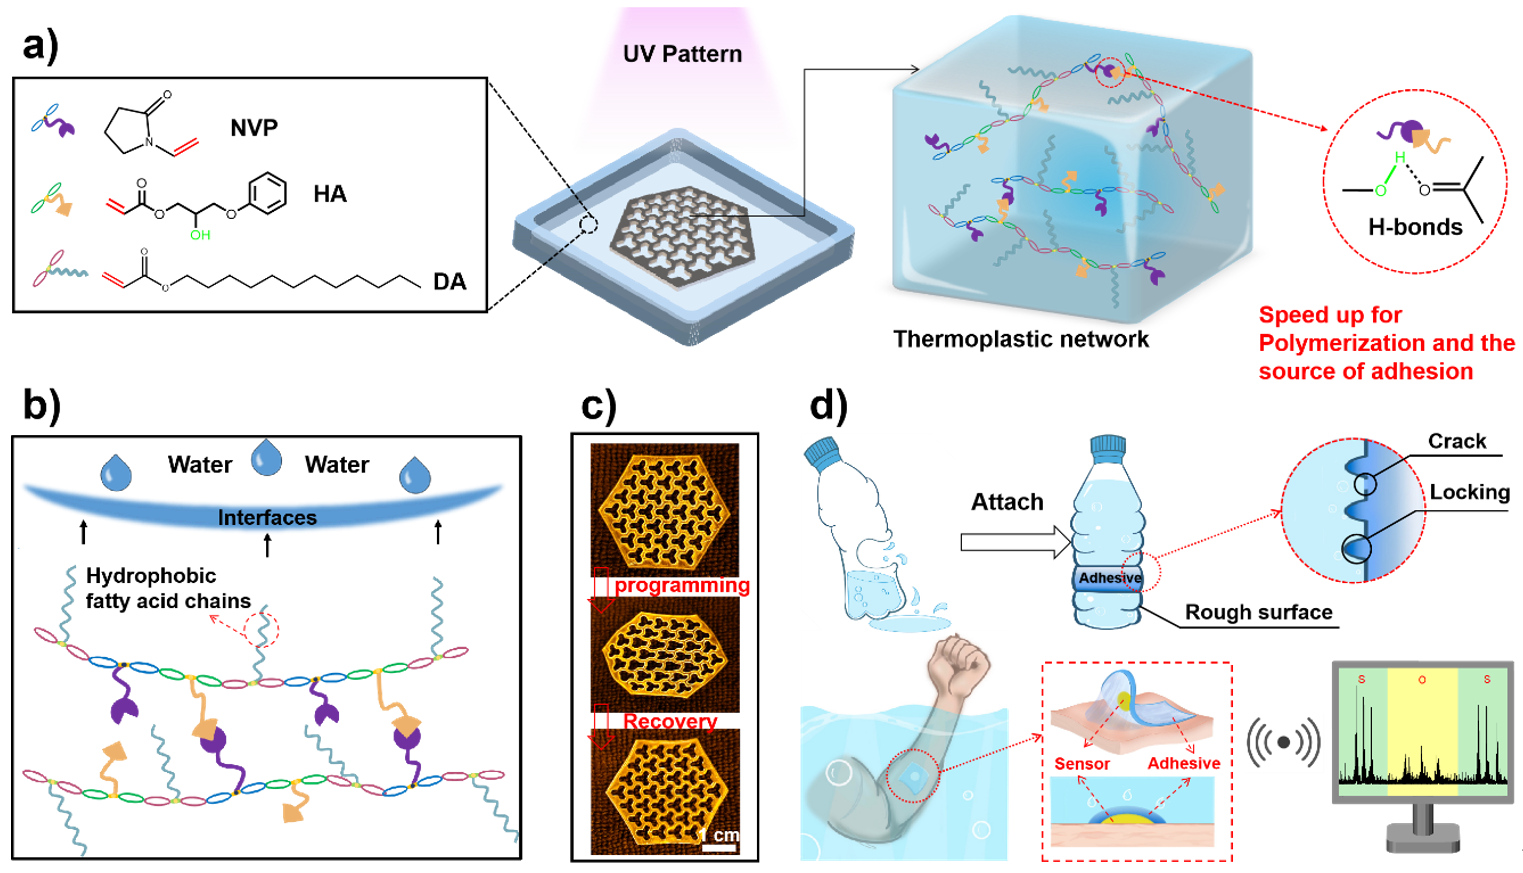 a)
UV Pattern
O
N
NVP
O
O
O
OH
HA
O
O
DA
Thermoplastic network
H
O
O
H-bonds
Speed up for
Polymerization and the
source of adhesion
b)
Water
Water
Interfaces
Hydrophobic
fatty acid chains
c)
programming
Recovery
1 cm
d)
Attach
Adhesive
Crack
Locking
Rough surface
Sensor
Adhesive
S O S